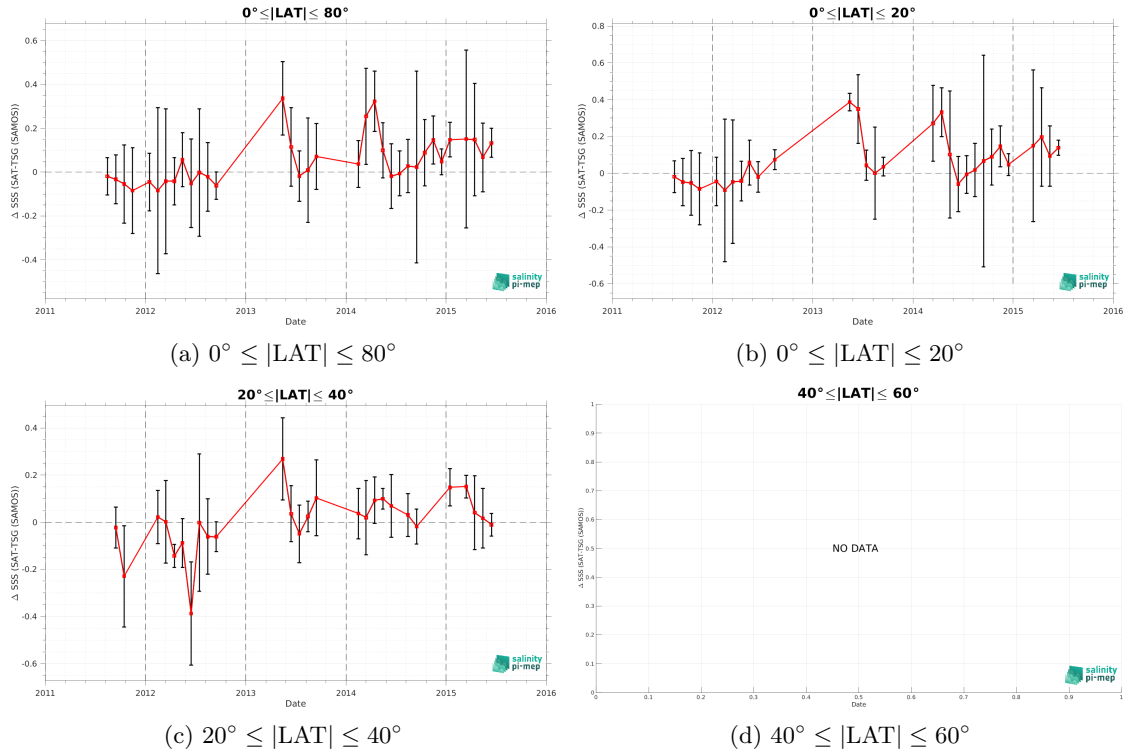 0°≤|LAT|≤ 80°
Δ SSS (SAT-TSG (SAMOS))
0.6
0.4
0.2
0
-0.2
-0.4
2011
2012
2013
2014
2015
2016
Date
salinity
pi-mep
(a) 0° ≤ |LAT| ≤ 80°
0°≤|LAT|≤ 20°
Δ SSS (SAT-TSG (SAMOS))
0.8
0.6
0.4
0.2
0
-0.2
-0.4
-0.6
2011
2012
2013
2014
2015
2016
Date
salinity
pi-mep
(b) 0° ≤ |LAT| ≤ 20°
20°≤|LAT|≤ 40°
Δ SSS (SAT-TSG (SAMOS))
0.4
0.2
0
-0.2
-0.4
-0.6
2011
2012
2013
2014
2015
2016
Date
salinity
pi-mep
(c) 20° ≤ |LAT| ≤ 40°
40°≤|LAT|≤ 60°
Δ SSS (SAT-TSG (SAMOS))
1
0.9
0.8
0.7
0.6
0.5
0.4
0.3
0.2
0.1
0
NO DATA
0
0.1
0.2
0.3
0.4
0.5
0.6
0.7
0.8
0.9
1
Date
salinity
pi-mep
(d) 40° ≤ |LAT| ≤ 60°